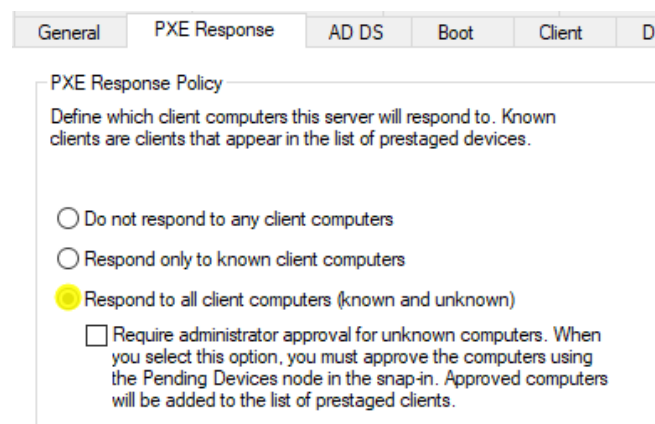 General PXE Response AD DS Boot Client D
PXE Response Policy
Define which client computers this server will respond to. Known
clients are clients that appear in the list of prestaged devices.
Do not respond to any client computers
Respond only to known client computers
Respond to all client computers (known and unknown)
Require administrator approval for unknown computers. When
you select this option, you must approve the computers using
the Pending Devices node in the snap-in. Approved computers
will be added to the list of prestaged clients.